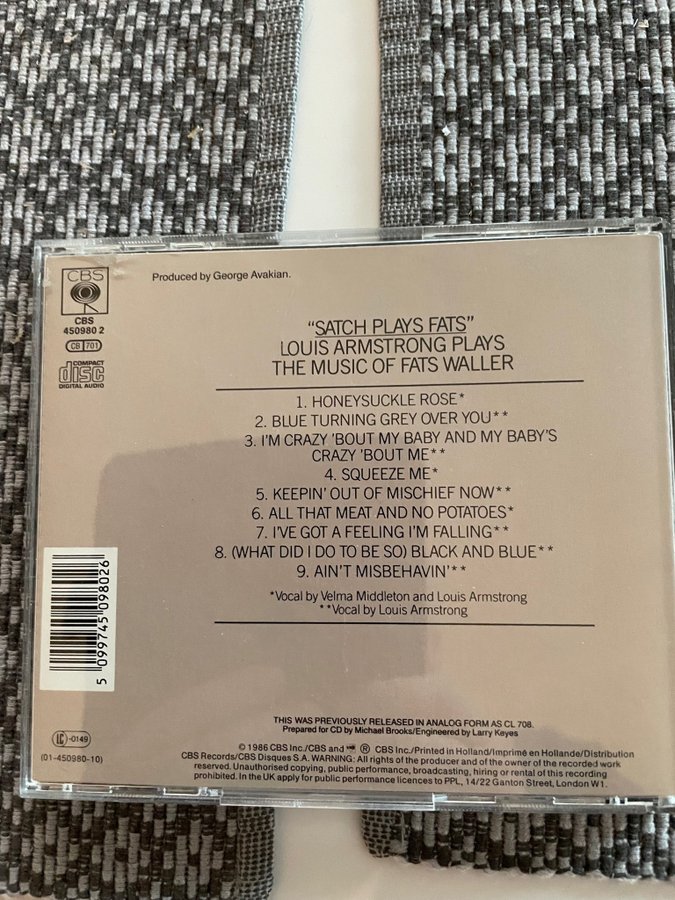 CBS
CBS
450980 2
CB 701
COMPACT
disc
DIGITAL AUDIO
Produced by George Avakian.
"SATCH PLAYS FATS"
LOUIS ARMSTRONG PLAYS
THE MUSIC OF FATS WALLER
1. HONEYSUCKLE ROSE*
2. BLUE TURNING GREY OVER YOU**
3. I'M CRAZY 'BOUT MY BABY AND MY BABY'S
CRAZY 'BOUT ME**
4. SQUEEZE ME*
5. KEEPIN' OUT OF MISCHIEF NOW**
6. ALL THAT MEAT AND NO POTATOES*
7. I'VE GOT A FEELING I'M FALLING**
8. (WHAT DID I DO TO BE SO) BLACK AND BLUE**
9. AIN'T MISBEHAVIN'**
*Vocal by Velma Middleton and Louis Armstrong
**Vocal by Louis Armstrong
5 099745 098026
THIS WAS PREVIOUSLY RELEASED IN ANALOG FORM AS CL 708.
Prepared for CD by Michael Brooks/Engineered by Larry Keyes
LC-0149
(01-450980-10)
© 1986 CBS Inc./CBS and ® CBS Inc./Printed in Holland/Imprimé en Hollande/Distribution
CBS Records/CBS Disques S.A. WARNING: All rights of the producer and of the owner of the recorded work
reserved. Unauthorised copying, public performance, broadcasting, hiring or rental of this recording
prohibited. In the UK apply for public performance licences to PPL, 14/22 Ganton Street, London W1.